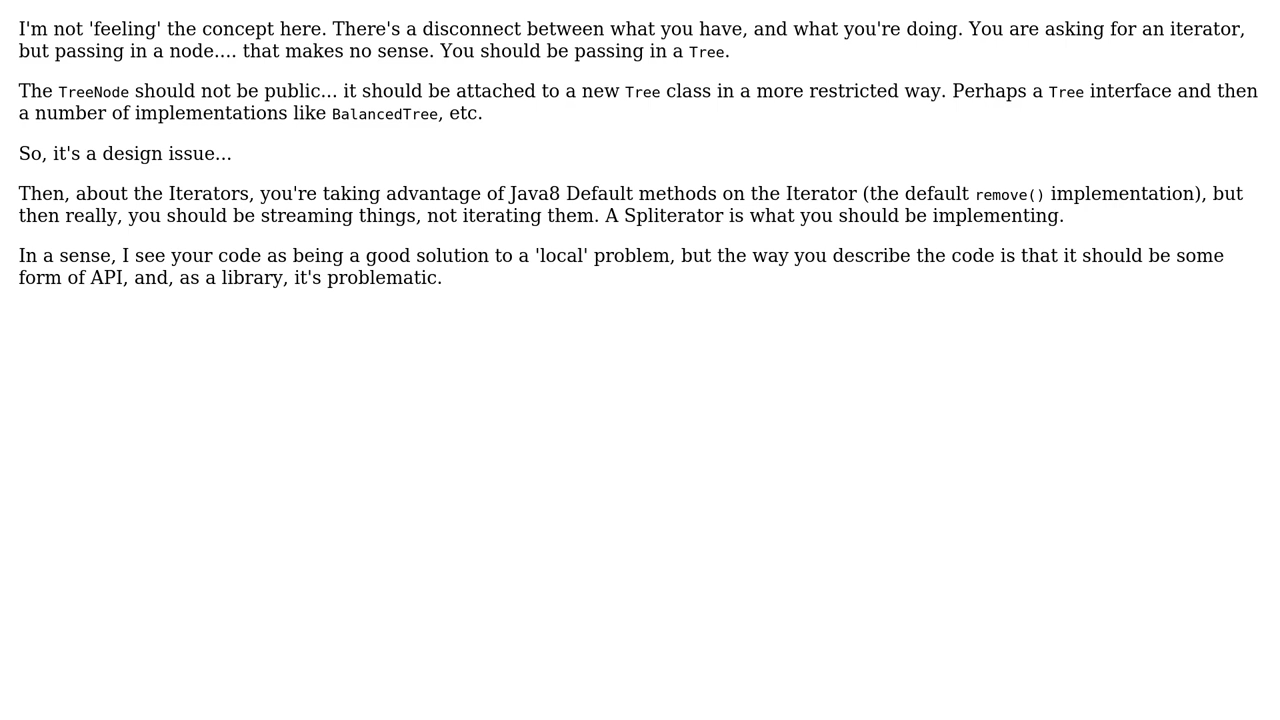 I'm not 'feeling' the concept here. There's a disconnect between what you have, and what you're doing. You are asking for an iterator,
but passing in a node.... that makes no sense. You should be passing in a Tree.
The TreeNode should not be public... it should be attached to a new Tree class in a more restricted way. Perhaps a Tree interface and then
a number of implementations like BalancedTree, etc.
So, it's a design issue...
Then, about the Iterators, you're taking advantage of Java8 Default methods on the Iterator (the default remove() implementation), but
then really, you should be streaming things, not iterating them. A Spliterator is what you should be implementing.
In a sense, I see your code as being a good solution to a 'local' problem, but the way you describe the code is that it should be some
form of API, and, as a library, it's problematic.